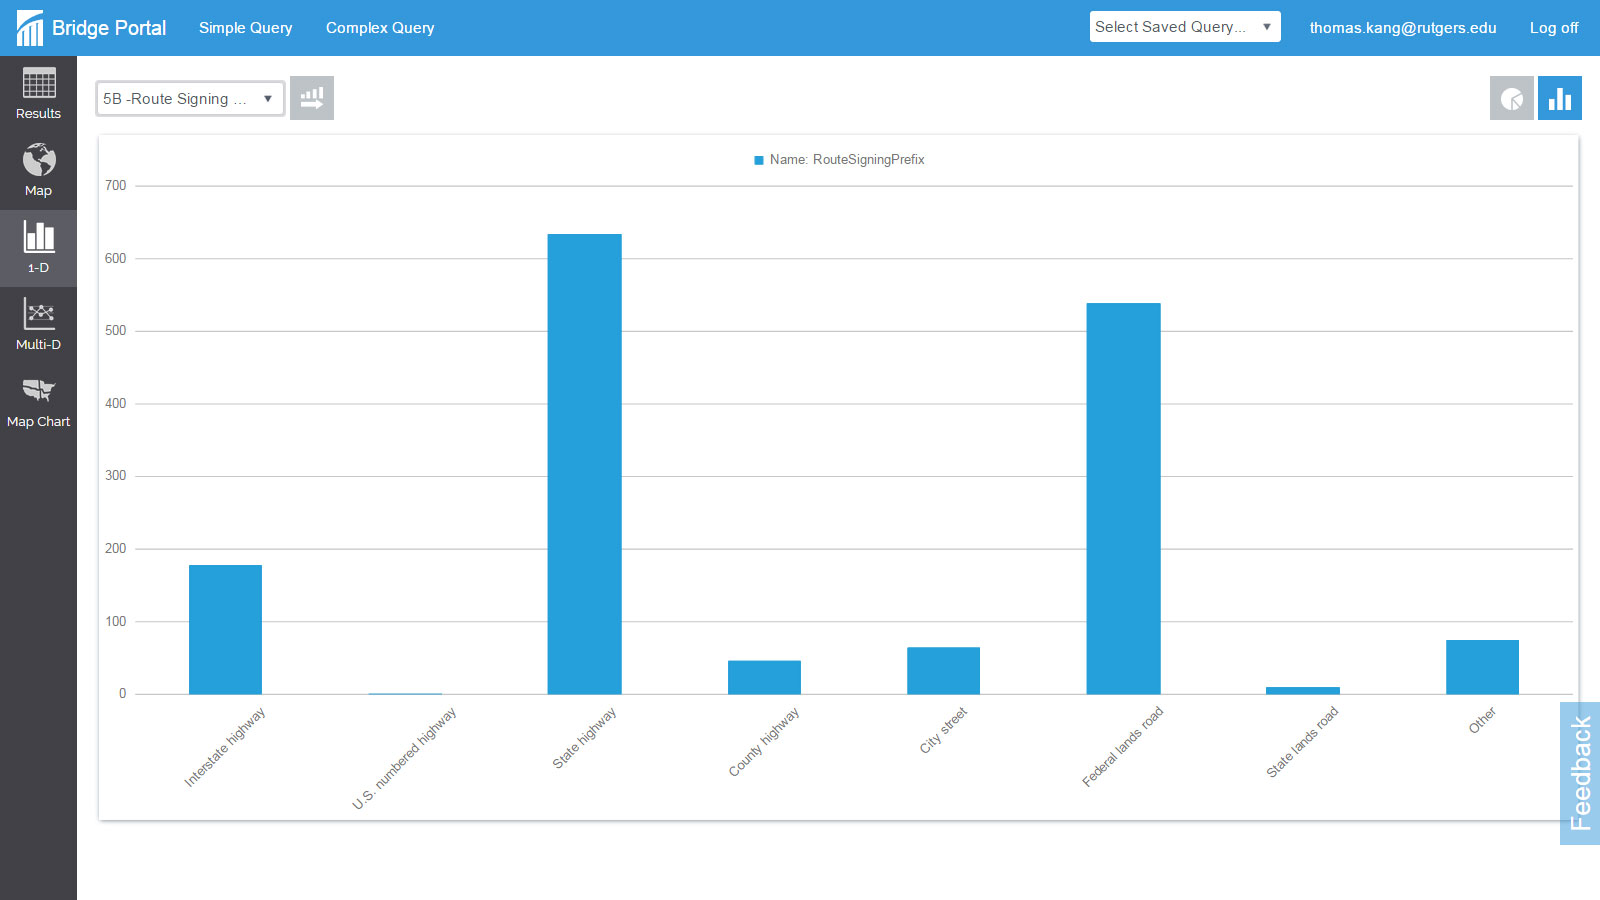 Bridge Portal
Simple Query
Complex Query
Select Saved Query...
thomas.kang@rutgers.edu
Log off
Results
Map
1-D
Multi-D
Map Chart
5B -Route Signing ...
Name: RouteSigningPrefix
700
600
500
400
300
200
100
0
Interstate highway
U.S. numbered highway
State highway
County highway
City street
Federal lands road
State lands road
Other
Feedback